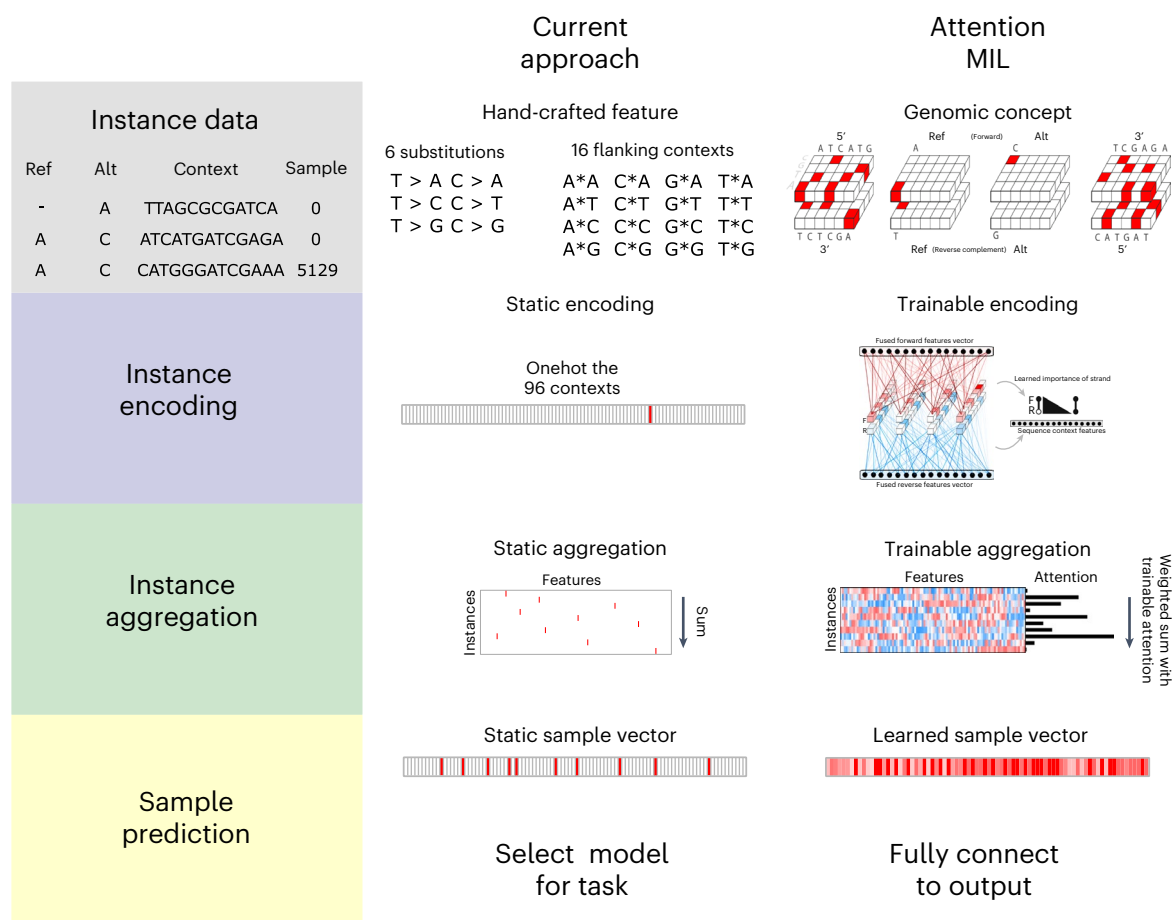 Current
approach
Attention
MIL
Instance data
Ref Alt Context Sample
- A TTAGCGCGATCA 0
A C ATCATGATCGAGA 0
A C CATGGGATCGAAA 5129
Hand-crafted feature
6 substitutions
T > A C > A
T > C C > T
T > G C > G
16 flanking contexts
A*A C*A G*A T*A
A*T C*T G*T T*T
A*C C*C G*C T*C
A*G C*G G*G T*G
Genomic concept
5’ Ref (Forward) Alt 3’
A T C A T G A C T C G A G A
T C T C G A T G C A T G A T
3’ Ref (Reverse complement) Alt 5’
Instance
encoding
Static encoding
Onehot the
96 contexts
Trainable encoding
Fused forward features vector
Learned importance of strand
F
R
F
R
Sequence context features
Fused reverse features vector
Instance
aggregation
Static aggregation
Features
Instances
Sum
Trainable aggregation
Features Attention
Instances
Weighted sum with
trainable attention
Sample
prediction
Static sample vector
Select model
for task
Learned sample vector
Fully connect
to output